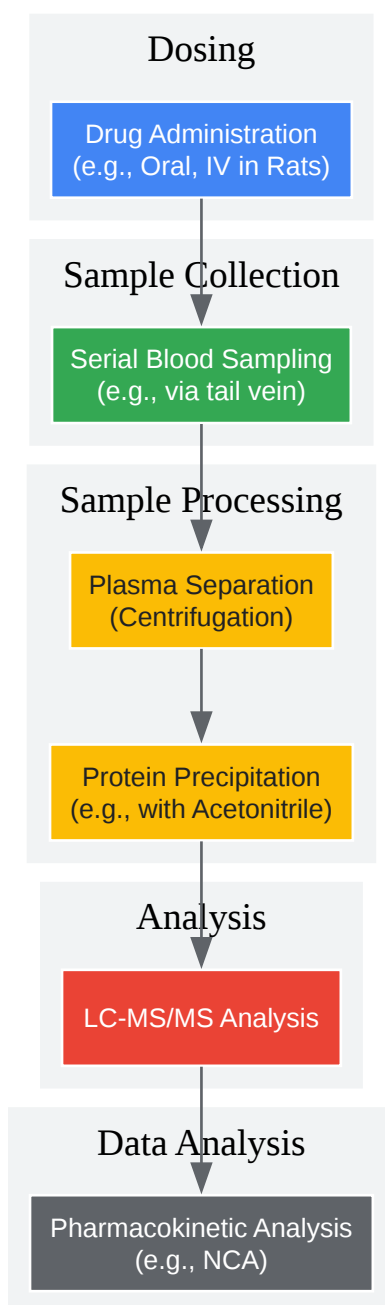 Dosing
Drug Administration
(e.g., Oral, IV in Rats)
Sample Collection
Serial Blood Sampling
(e.g., via tail vein)
Sample Processing
Plasma Separation
(Centrifugation)
Protein Precipitation
(e.g., with Acetonitrile)
Analysis
LC-MS/MS Analysis
Data Analysis
Pharmacokinetic Analysis
(e.g., NCA)